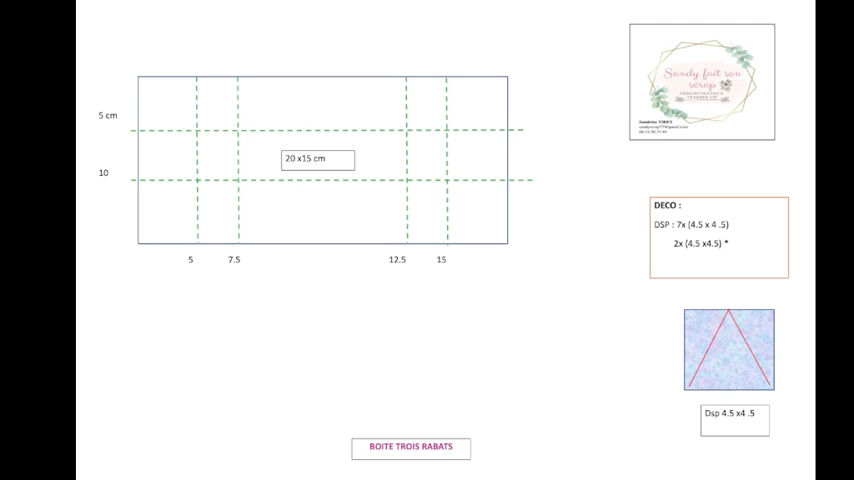 Sandy fait son
scrap
5 cm
20 x15 cm
10
5
7.5
12.5
15
DECO :
DSP : 7x (4.5 x 4 .5)
2x (4.5 x4.5) *
Dsp 4.5 x4 .5
BOITE TROIS RABATS